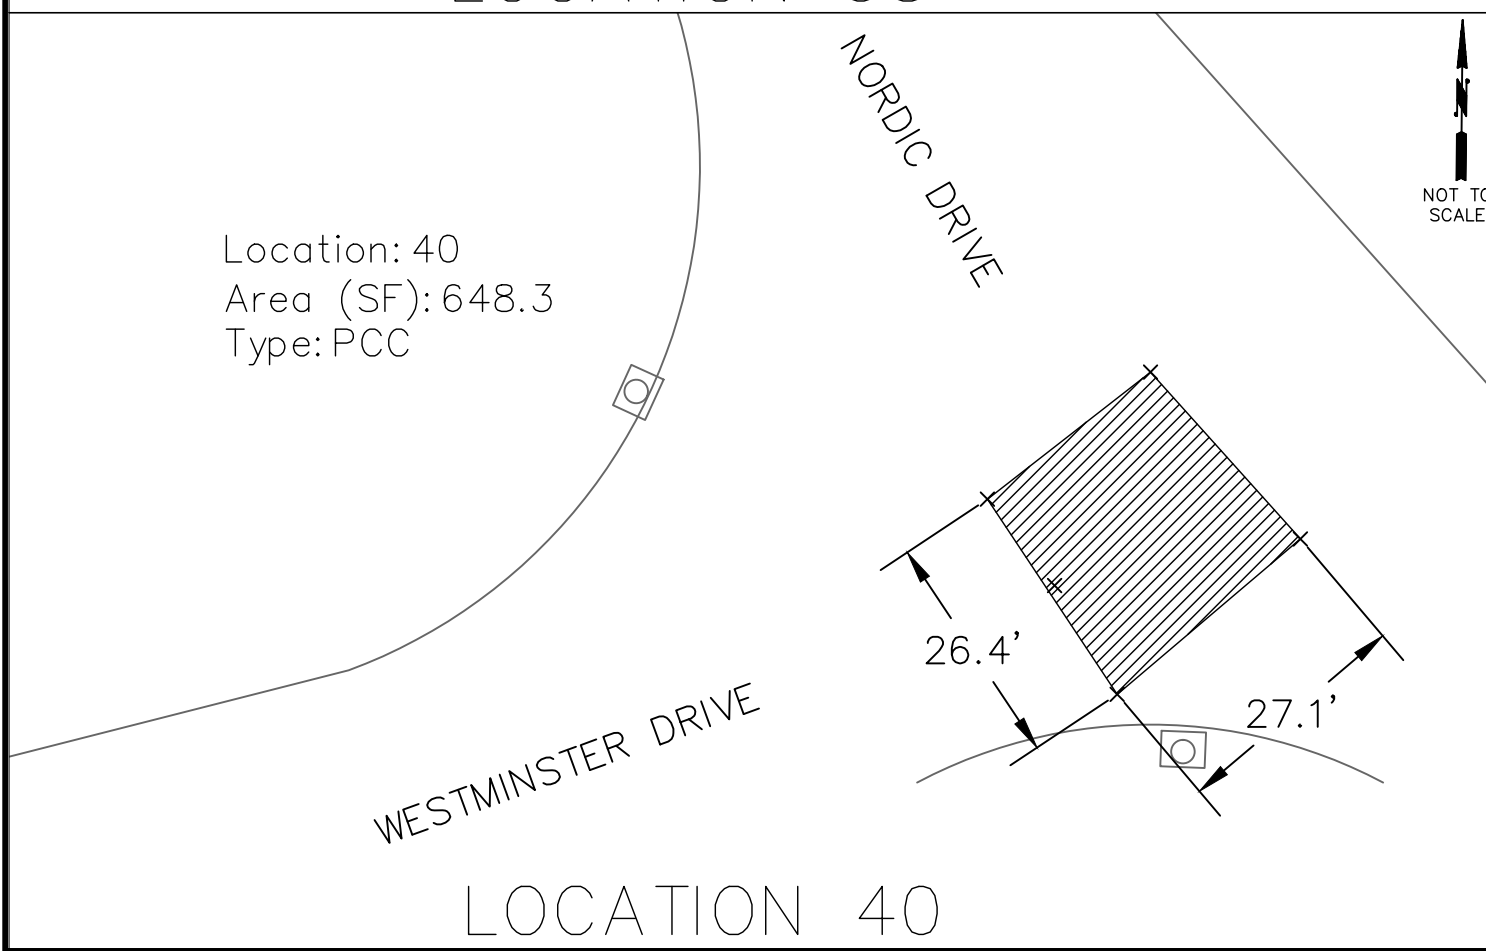 NORDIC DRIVE
N
NOT TO
SCALE
Location: 40
Area (SF): 648.3
Type: PCC
26.4'
27.1'
WESTMINSTER DRIVE
LOCATION 40